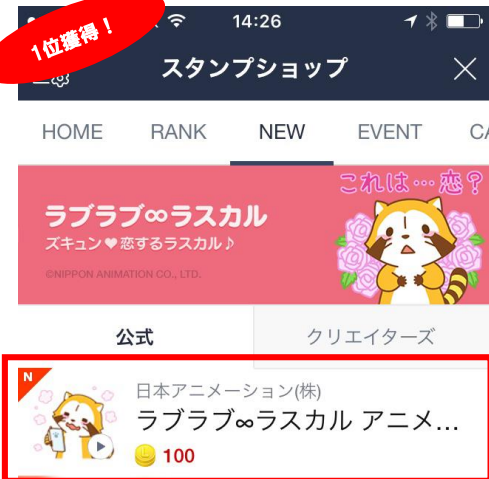 1位獲得！
14:26
スタンプショップ
HOME RANK NEW EVENT CA
これは…恋？
ラブラブ∞ラスカル
ズキュン♥恋するラスカル♪
©NIPPON ANIMATION CO., LTD.
公式 クリエイターズ
N
日本アニメーション(株)
ラブラブ∞ラスカル アニメ...
100